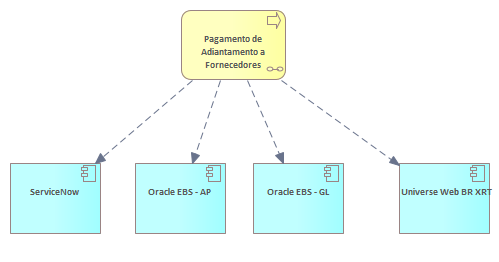 Pagamento de
Adiantamento a
Fornecedores
ServiceNow
Oracle EBS - AP
Oracle EBS - GL
Universe Web BR XRT